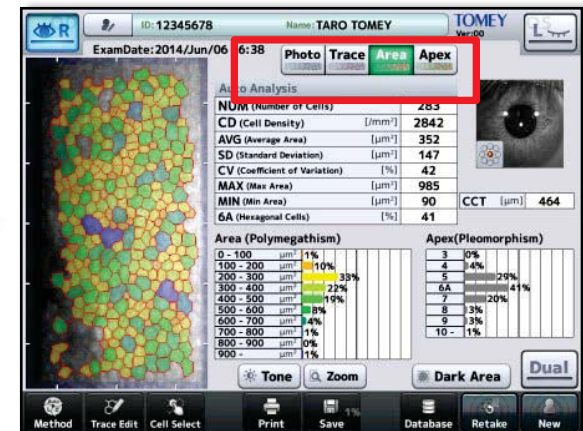 R ID: 12345678 Name: TARO TOMEY TOMEY L
Ver:00
ExamDate: 2014/Jun/06 6:38 Photo Trace Area Apex
Auto Analysis
NUM (Number of Cells) 283
CD (Cell Density) [/mm²] 2842
AVG (Average Area) [μm²] 352
SD (Standard Deviation) [μm²] 147
CV (Coefficient of Variation) [%] 42
MAX (Max Area) [μm²] 985
MIN (Min Area) [μm²] 90 CCT [μm] 464
6A (Hexagonal Cells) [%] 41
Area (Polymegathism) Apex(Pleomorphism)
0 - 100 μm² 1% 3 0%
100 - 200 μm² 10% 4 4%
200 - 300 μm² 33% 5 29%
300 - 400 μm² 22% 6A 41%
400 - 500 μm² 19% 7 20%
500 - 600 μm² 8% 8 3%
600 - 700 μm² 4% 9 3%
700 - 800 μm² 1% 10 - 1%
800 - 900 μm² 0%
900 - μm² 1%
Tone Zoom Dark Area Dual
1%
Method Trace Edit Cell Select Print Save Database Retake New